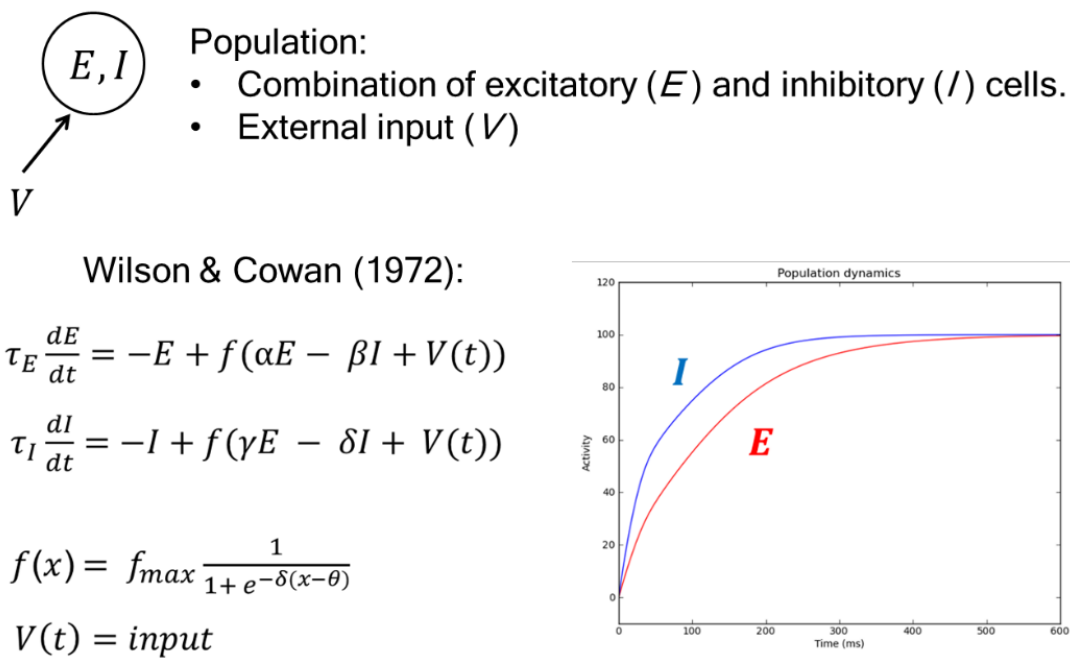 E, I
V
Population:
• Combination of excitatory (E) and inhibitory (I) cells.
• External input (V)
Wilson & Cowan (1972):
τ_E dE/dt = −E + f(αE − βI + V(t))
τ_I dI/dt = −I + f(γE − δI + V(t))
f(x) = f_max 1/(1 + e^{−δ(x−θ)})
V(t) = input
Population dynamics
120
100
80
60
40
20
0
Activity
I
E
0 100 200 300 400 500 600
Time (ms)